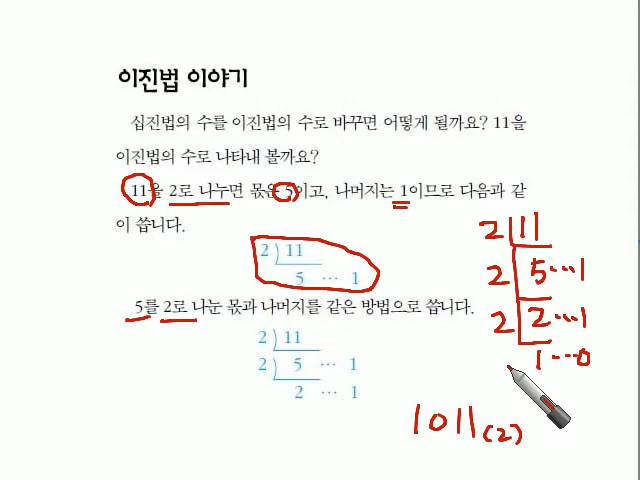 이진법 이야기
십진법의 수를 이진법의 수로 바꾸면 어떻게 될까요? 11을
이진법의 수로 나타내 볼까요?
11을 2로 나누면 몫은 5이고, 나머지는 1이므로 다음과 같
이 씁니다.
2 11
5 ··· 1
5를 2로 나눈 몫과 나머지를 같은 방법으로 씁니다.
2 11
2 5 ··· 1
2 ··· 1
2 11
2 5 ··· 1
2 2 ··· 1
1 ··· 0
1011(2)